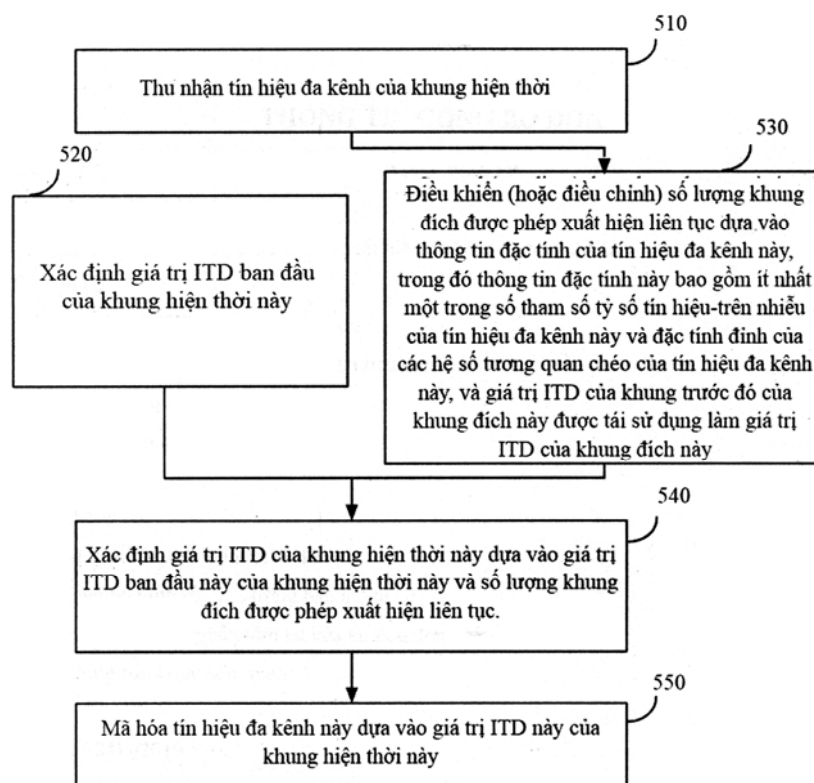 510
Thu nhận tín hiệu đa kênh của khung hiện thời
520
Xác định giá trị ITD ban đầu
của khung hiện thời này
530
Điều khiển (hoặc điều chỉnh) số lượng khung
đích được phép xuất hiện liên tục dựa vào
thông tin đặc tính của tín hiệu đa kênh này,
trong đó thông tin đặc tính này bao gồm ít nhất
một trong số tham số tỷ số tín hiệu-trên nhiễu
của tín hiệu đa kênh này và đặc tính đỉnh của
các hệ số tương quan chéo của tín hiệu đa kênh
này, và giá trị ITD của khung trước đó của
khung đích này được tái sử dụng làm giá trị
ITD của khung đích này
540
Xác định giá trị ITD của khung hiện thời này dựa vào giá trị
ITD ban đầu này của khung hiện thời này và số lượng khung
đích được phép xuất hiện liên tục.
550
Mã hóa tín hiệu đa kênh này dựa vào giá trị ITD này của
khung hiện thời này